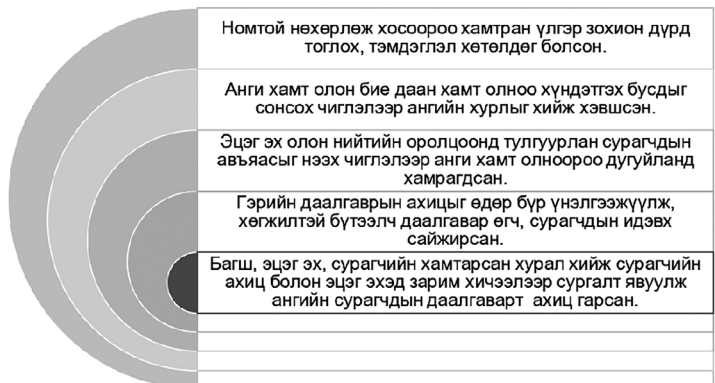 Номтой нөхөрлөж хосоороо хамтран үлгэр зохион дүрд
тоглох, тэмдэглэл хөтөлдөг болсон.
Анги хамт олон бие даан хамт олноо хүндэтгэх бусдыг
сонсох чиглэлээр ангийн хурлыг хийж хэвшсэн.
Эцэг эх олон нийтийн оролцоонд тулгуурлан сурагчдын
авъяасыг нээх чиглэлээр анги хамт олноороо дугуйланд
хамрагдсан.
Гэрийн даалгаврын ахицыг өдөр бүр үнэлгээжүүлж,
хөгжилтэй бүтээлч даалгавар өгч, сурагчдын идэвх
сайжирсан.
Багш, эцэг эх, сурагчийн хамтарсан хурал хийж сурагчийн
ахиц болон эцэг эхэд зарим хичээлээр сургалт явуулж
ангийн сурагчдын даалгаварт ахиц гарсан.